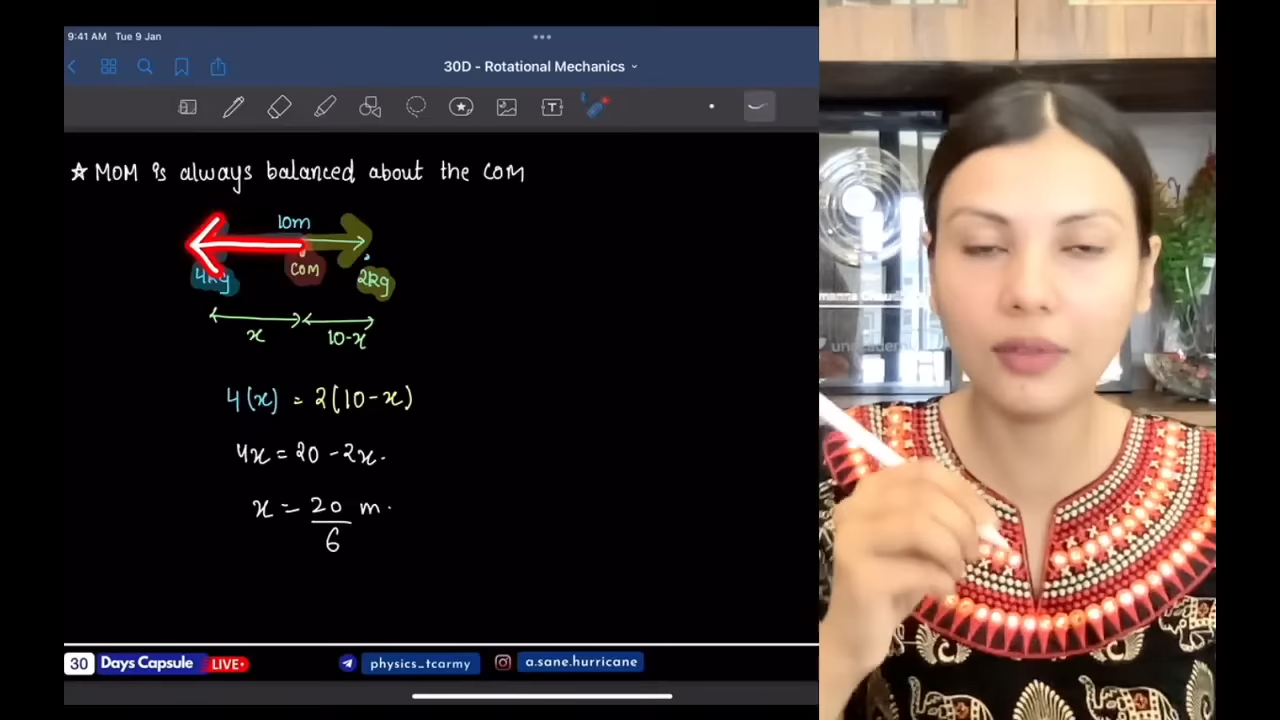 9:41 AM Tue 9 Jan
30D - Rotational Mechanics
T
☆ MOM is always balanced about the COM
10m
4kg
COM
2kg
x
10-x
4(x) = 2(10-x)
4x = 20 - 2x.
x = 20/6 m.
30 Days Capsule LIVE
physics_tcarmy
a.sane.hurricane